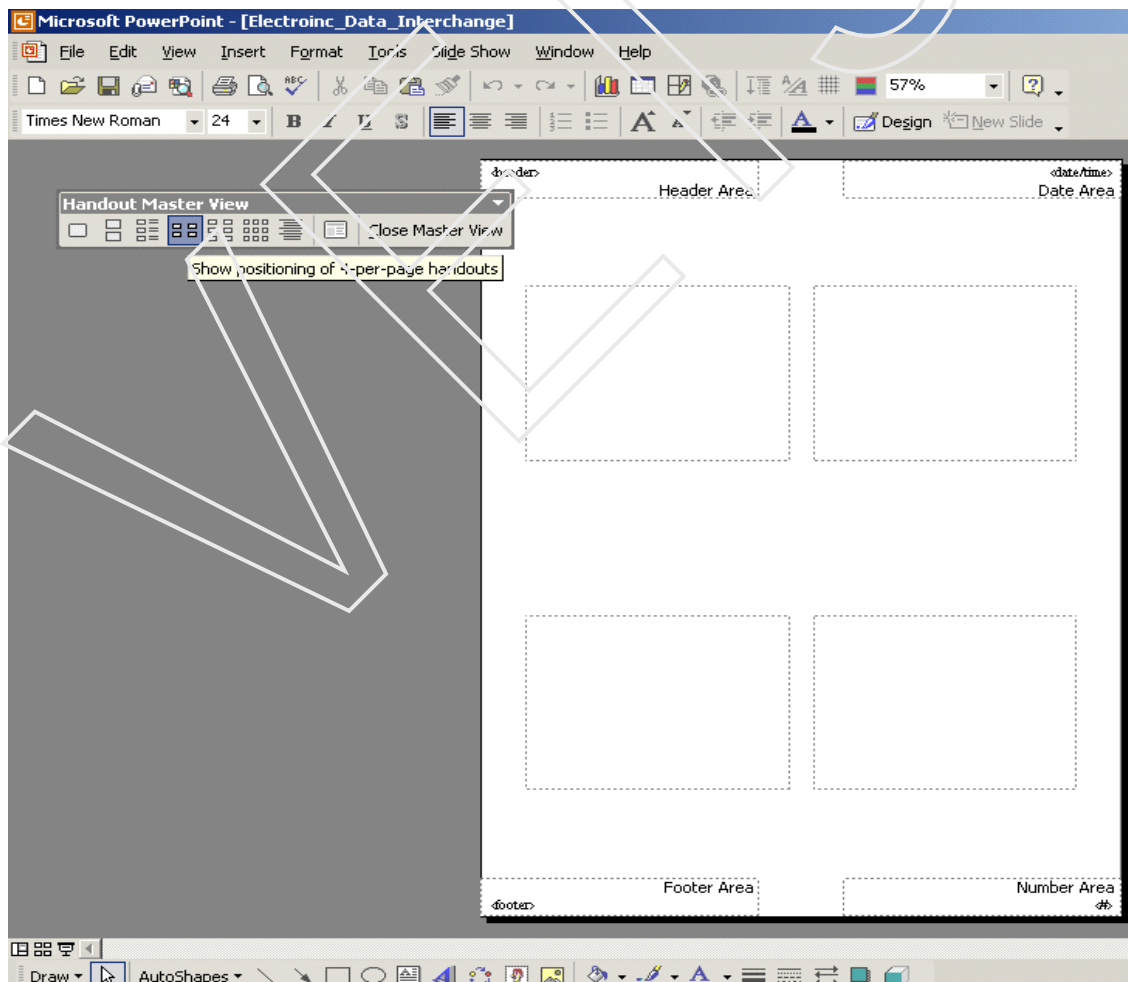 Microsoft PowerPoint - [Electroinc_Data_Interchange]
File Edit View Insert Format Tools Slide Show Window Help
57%
Times New Roman 24 B I U S Design New Slide
<header> <date/time>
Header Area Date Area
Handout Master View
Close Master View
Show positioning of 4-per-page handouts
Footer Area Number Area
<footer> <#>
Draw AutoShapes